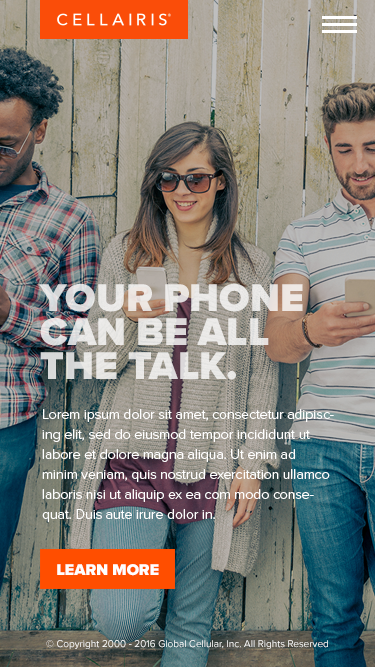 CELLAIRIS®
YOUR PHONE
CAN BE ALL
THE TALK.
Lorem ipsum dolor sit amet, consectetur adipisc-
ing elit, sed do eiusmod tempor incididunt ut
labore et dolore magna aliqua. Ut enim ad
minim veniam, quis nostrud exercitation ullamco
laboris nisi ut aliquip ex ea com modo conse-
quat. Duis aute irure dolor in.
LEARN MORE
© Copyright 2000 - 2016 Global Cellular, Inc. All Rights Reserved